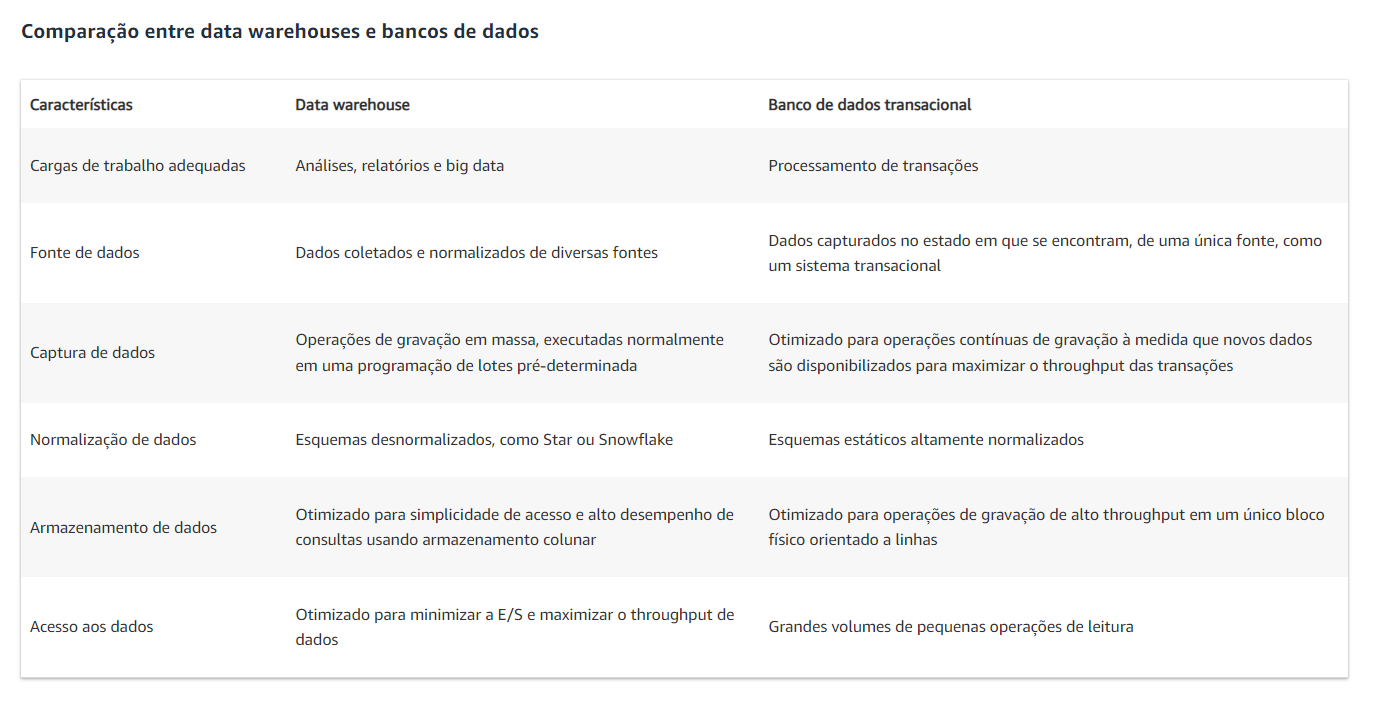 Comparação entre data warehouses e bancos de dados
Características Data warehouse Banco de dados transacional
Cargas de trabalho adequadas Análises, relatórios e big data Processamento de transações
Fonte de dados Dados coletados e normalizados de diversas fontes Dados capturados no estado em que se encontram, de uma única fonte, como
um sistema transacional
Captura de dados Operações de gravação em massa, executadas normalmente
em uma programação de lotes pré-determinada
Otimizado para operações contínuas de gravação à medida que novos dados
são disponibilizados para maximizar o throughput das transações
Normalização de dados Esquemas desnormalizados, como Star ou Snowflake Esquemas estáticos altamente normalizados
Armazenamento de dados Otimizado para simplicidade de acesso e alto desempenho de
consultas usando armazenamento colunar
Otimizado para operações de gravação de alto throughput em um único bloco
físico orientado a linhas
Acesso aos dados Otimizado para minimizar a E/S e maximizar o throughput de
dados
Grandes volumes de pequenas operações de leitura